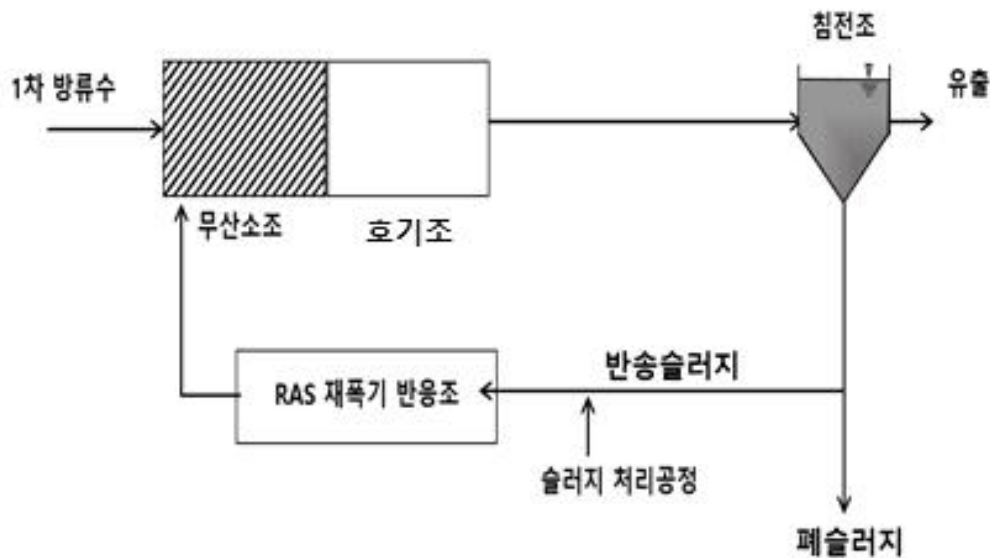 침전조
1차 방류수
유출
무산소조
호기조
반송슬러지
RAS 재폭기 반응조
슬러지 처리공정
폐슬러지